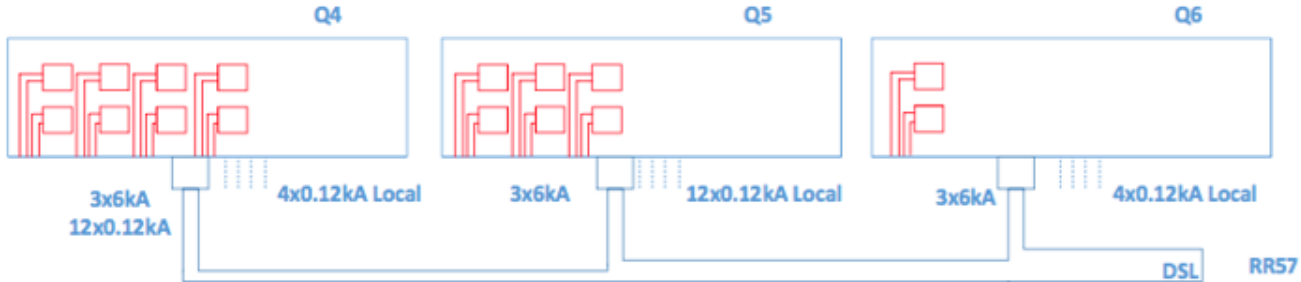 Q4
Q5
Q6
3x6kA
12x0.12kA
4x0.12kA Local
3x6kA
12x0.12kA Local
3x6kA
4x0.12kA Local
DSL
RR57